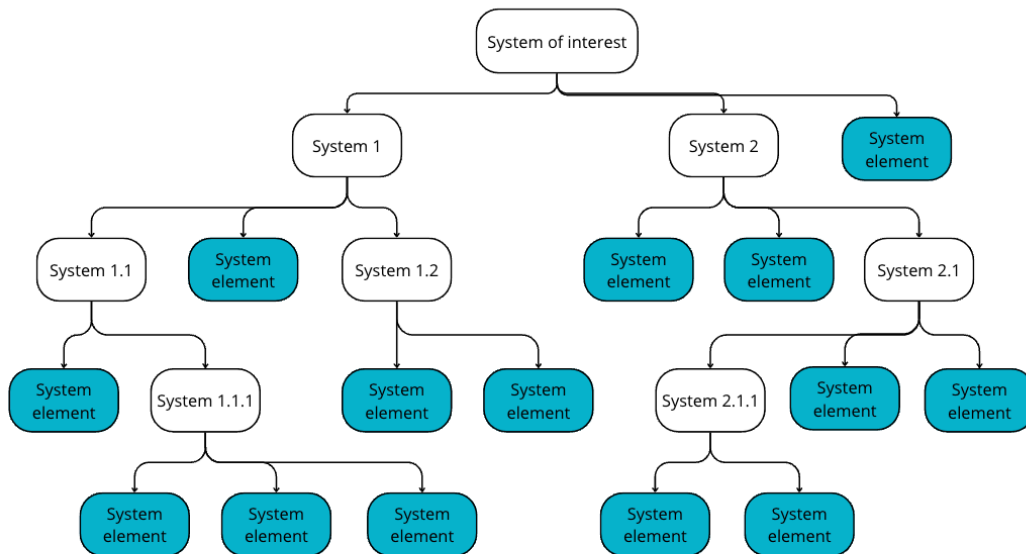 System of interest
System 1
System 2
System
element
System 1.1
System
element
System 1.2
System
element
System
element
System 2.1
System
element
System 1.1.1
System
element
System
element
System 2.1.1
System
element
System
element
System
element
System
element
System
element
System
element
System
element